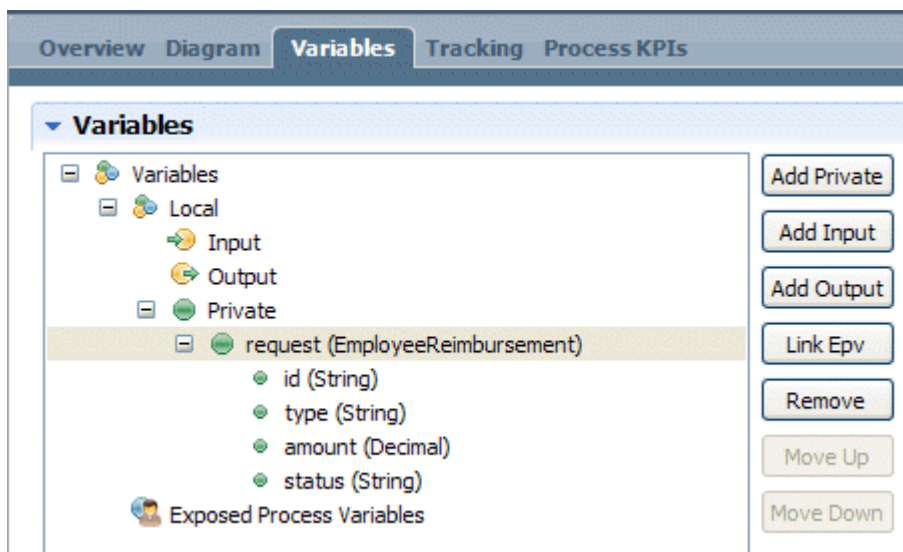 Overview Diagram Variables Tracking Process KPIs
Variables
Variables
Add Private
Local
Input
Add Input
Output
Add Output
Private
request (EmployeeReimbursement)
Link Epv
id (String)
Remove
type (String)
amount (Decimal)
Move Up
status (String)
Exposed Process Variables
Move Down